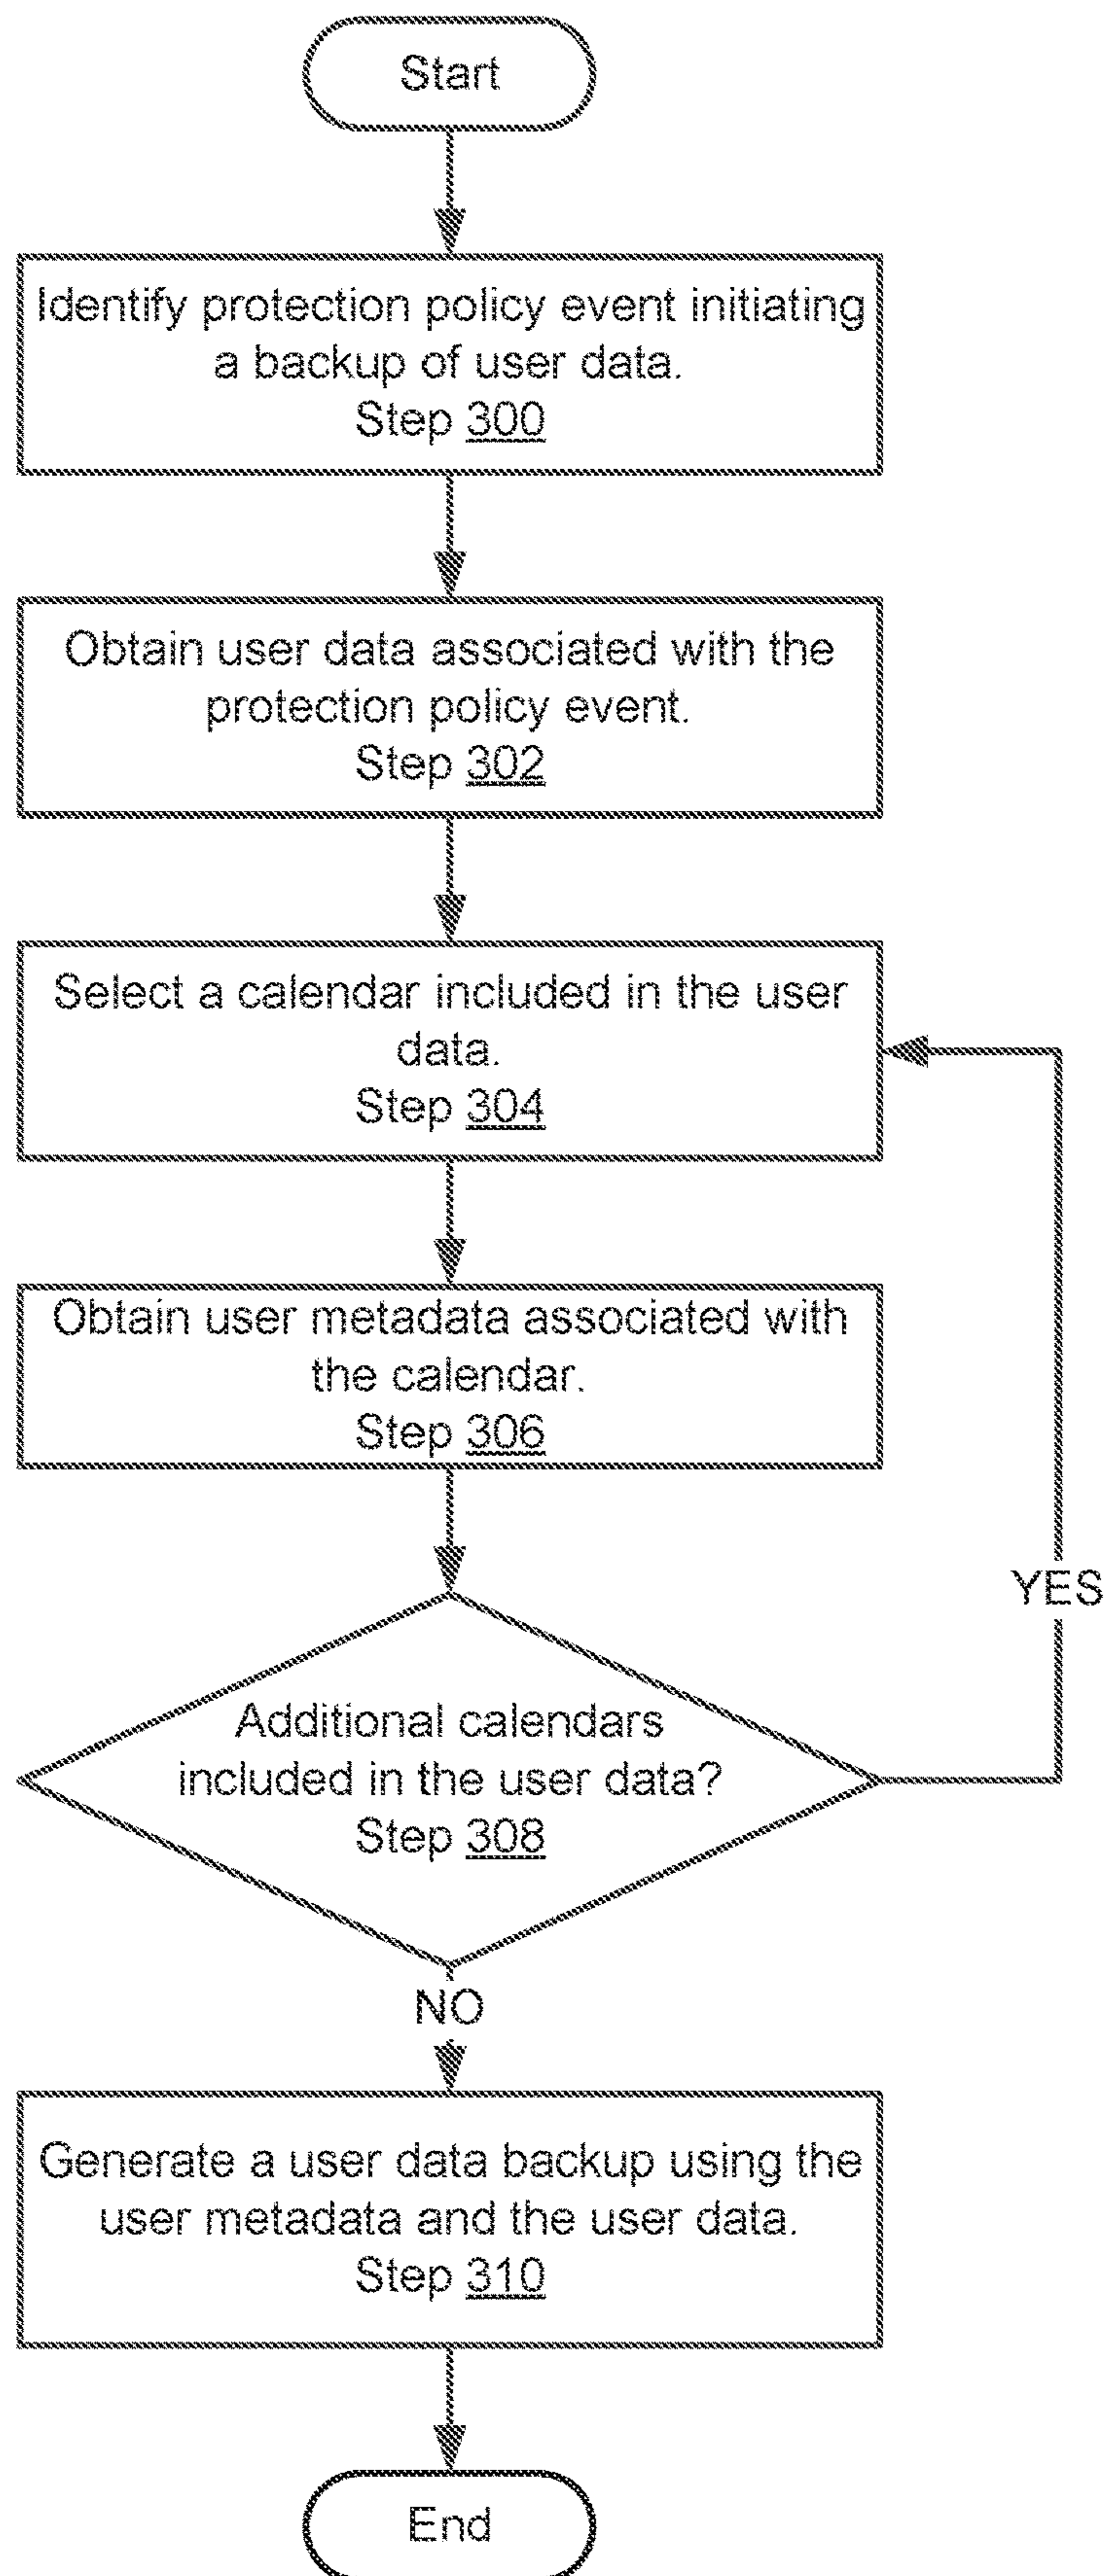 Start
Identify protection policy event initiating
a backup of user data.
Step 300
Obtain user data associated with the
protection policy event.
Step 302
Select a calendar included in the user
data.
Step 304
Obtain user metadata associated with
the calendar.
Step 306
YES
Additional calendars
included in the user data?
Step 308
NO
Generate a user data backup using the
user metadata and the user data.
Step 310
End